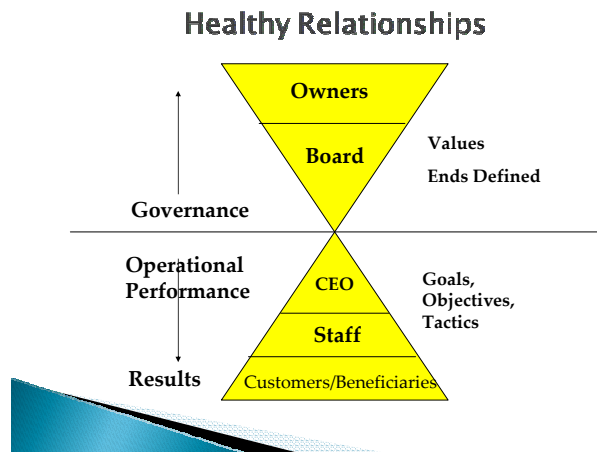 Healthy Relationships
Owners
Board
Values
Ends Defined
Governance
Operational
Performance
CEO
Goals,
Objectives,
Tactics
Staff
Results
Customers/Beneficiaries